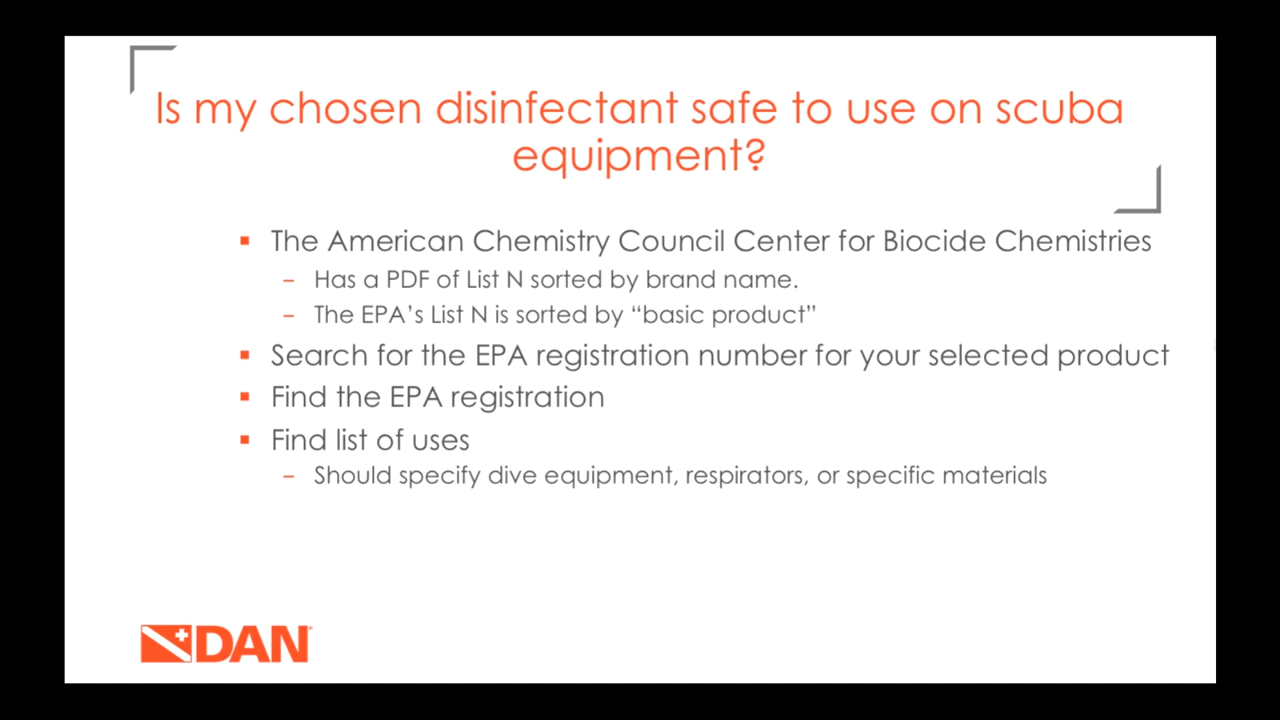 Is my chosen disinfectant safe to use on scuba
equipment?
▪ The American Chemistry Council Center for Biocide Chemistries
– Has a PDF of List N sorted by brand name.
– The EPA’s List N is sorted by “basic product”
▪ Search for the EPA registration number for your selected product
▪ Find the EPA registration
▪ Find list of uses
– Should specify dive equipment, respirators, or specific materials
DAN